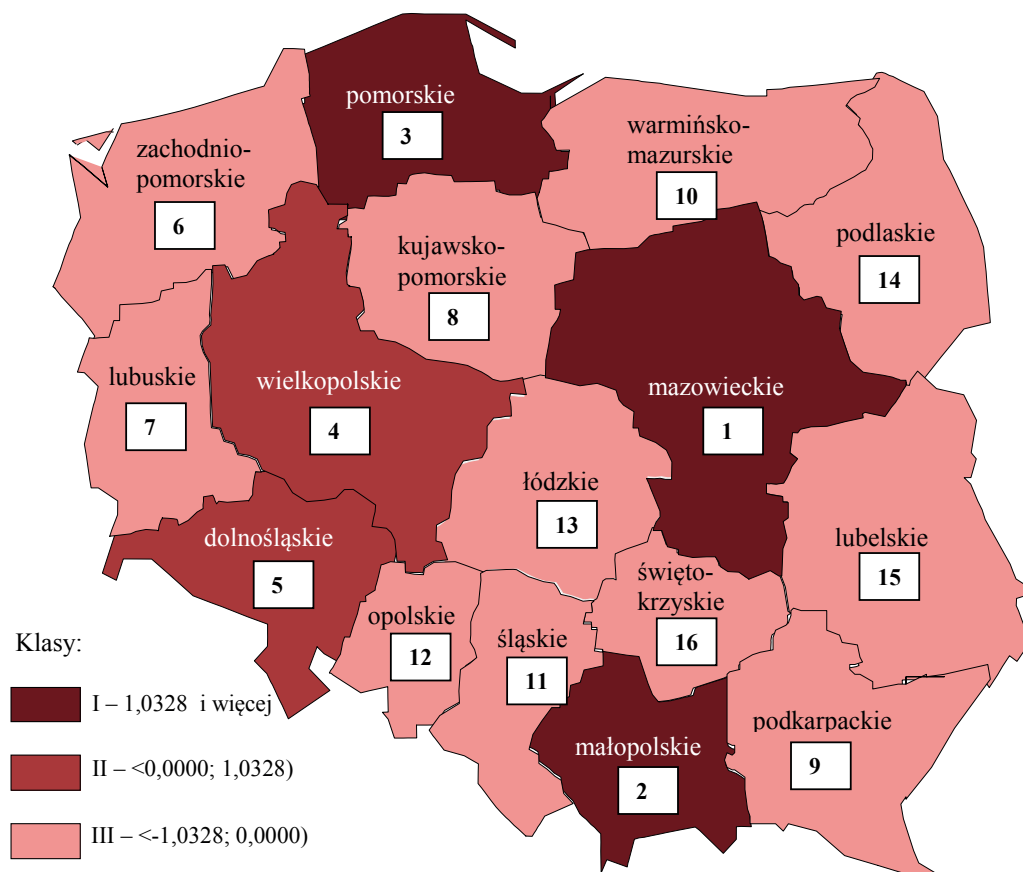 pomorskie
3
warmińsko-
mazurskie
10
zachodnio-
pomorskie
6
kujawsko-
pomorskie
8
podlaskie
14
lubuskie
7
wielkopolskie
4
mazowieckie
1
łódzkie
13
dolnośląskie
5
lubelskie
15
święto-
krzyskie
16
opolskie
12
śląskie
11
podkarpackie
9
małopolskie
2
Klasy:
I – 1,0328 i więcej
II – <0,0000; 1,0328)
III – <-1,0328; 0,0000)